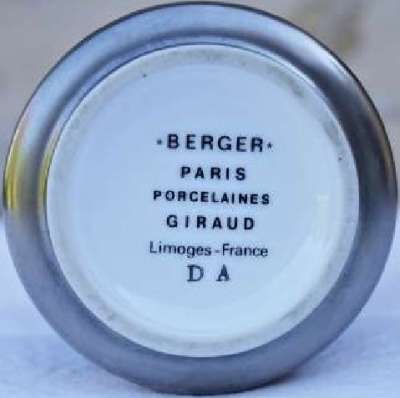 *BERGER*
PARIS
PORCELAINES
GIRAUD
Limoges-France
D A